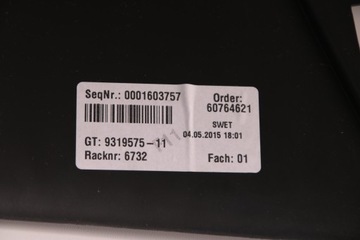 SeqNr.: 0001603757
Order:
60764621
SWET
04.05.2015 18:01
GT: 9319575-11
Racknr: 6732
Fach: 01